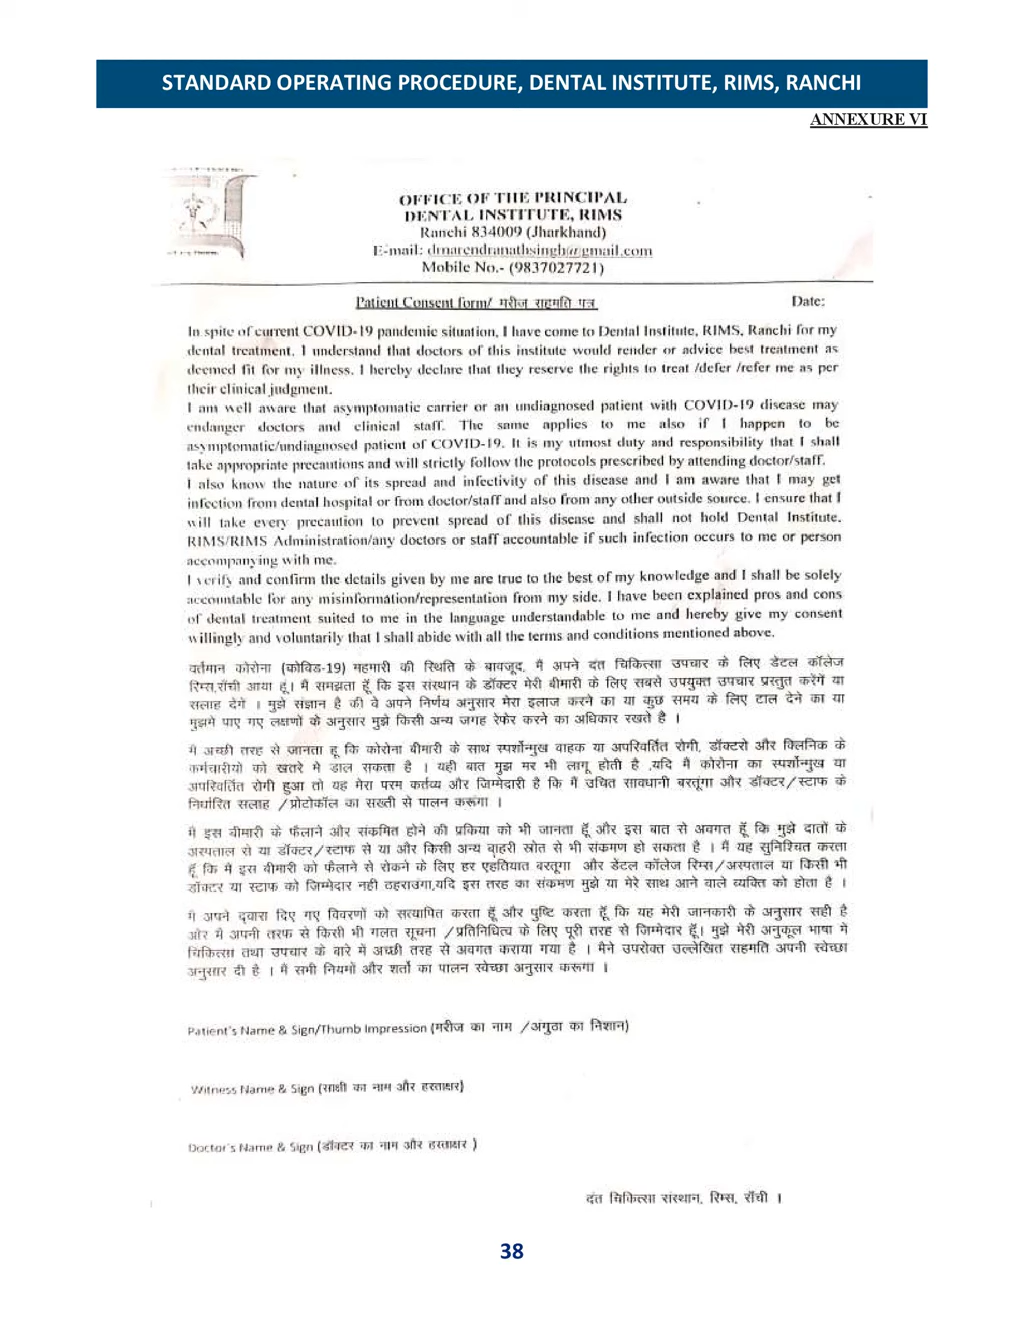 STANDARD OPERATING PROCEDURE, DENTAL INSTITUTE, RIMS, RANCHI
ANNEXURE VI
OFFICE OF THE PRINCIPAL
DENTAL INSTITUTE, RIMS
Ranchi 834009 (Jharkhand)
E-mail: drnarendranathsingh@gmail.com
Mobile No.- (9837027721)
Patient Consent form/ मरीज सहमति पत्र
Date:
In spite of current COVID-19 pandemic situation, I have come to Dental Institute, RIMS, Ranchi for my
dental treatment. I understand that doctors of this institute would render or advice best treatment as
deemed fit for my illness. I hereby declare that they reserve the rights to treat /defer /refer me as per
their clinical judgment.
I am well aware that asymptomatic carrier or an undiagnosed patient with COVID-19 disease may
endanger doctors and clinical staff. The same applies to me also if I happen to be
asymptomatic/undiagnosed patient of COVID-19. It is my utmost duty and responsibility that I shall
take appropriate precautions and will strictly follow the protocols prescribed by attending doctor/staff.
I also know the nature of its spread and infectivity of this disease and I am aware that I may get
infection from dental hospital or from doctor/staff and also from any other outside source. I ensure that I
will take every precaution to prevent spread of this disease and shall not hold Dental Institute,
RIMS/RIMS Administration/any doctors or staff accountable if such infection occurs to me or person
accompanying with me.
I verify and confirm the details given by me are true to the best of my knowledge and I shall be solely
accountable for any misinformation/representation from my side. I have been explained pros and cons
of dental treatment suited to me in the language understandable to me and hereby give my consent
willingly and voluntarily that I shall abide with all the terms and conditions mentioned above.
वर्तमान कोरोना (कोविड-19) महमारी की स्थिति के बावजूद, मैं अपने दंत चिकित्सा उपचार के लिए डेंटल कॉलेज
रिम्स,राँची आया हूं। मैं समझता हूँ कि इस संस्थान के डॉक्टर मेरी बीमारी के लिए सबसे उपयुक्त उपचार प्रस्तुत करेंगें या
सलाह देंगे । मुझे संज्ञान है की वे अपने निर्णय अनुसार मेरा इलाज करने का या कुछ समय के लिए टाल देने का या
मुझमे पाए गए लक्षणों के अनुसार मुझे किसी अन्य जगह रेफेर करने का अधिकार रखते है ।
मैं अच्छी तरह से जानता हू कि कोरोना बीमारी के साथ स्पर्शोन्मुख वाहक या अपरिवर्तित रोगी, डॉक्टरो और क्लिनिक के
कर्मचारीयो को खतरे मे डाल सकता है । यही बात मुझ मर भी लागू होती है ,यदि मैं कोरोना का स्पर्शोन्मुख या
अपरिवर्तित रोगी हुआ तो यह मेरा परम कर्तव्य और जिम्मेदारी है कि मैं उचित सावधानी बरतूंगा और डॉक्टर/स्टाफ के
निर्धारित सलाह /प्रोटोकॉल का सख्ती से पालन करूंगा ।
मैं इस बीमारी के फैलाने और संकमित होने की प्रकिया को भी जानता हूँ और इस बात से अवगत हूँ कि मुझे दातों के
अस्पताल से या डॉक्टर/स्टाफ से या और किसी अन्य बाहरी स्रोत से भी संकमण हो सकता है । मैं यह सुनिश्चित करता
हूँ कि मैं इस बीमारी को फैलाने से रोकने के लिए हर एहतियात बरतूगा और डेंटल कॉलेज रिम्स/अस्पताल या किसी भी
डॉक्टर या स्टाफ को जिम्मेदार नही ठहराउंगा,यदि इस तरह का संकमण मुझे या मेरे साथ आने वाले व्यक्ति को होता है ।
मैं अपने द्वारा दिए गए विवरणों को सत्यापित करता हूँ और पुष्टि करता हूँ कि यह मेरी जानकारी के अनुसार सही है
और मैं अपनी तरफ से किसी भी गलत सूचना /प्रतिनिधित्व के लिए पूरी तरह से जिम्मेदार हूँ। मुझे मेरी अनुकूल भाषा में
चिकित्सा तथा उपचार के बारे में अच्छी तरह से अवगत कराया गया है । मैने उपरोक्त उल्लेखित सहमति अपनी स्वेच्छा
अनुसार दी है । मैं सभी नियमों और शर्तो का पालन स्वेच्छा अनुसार करूंगा ।
Patient's Name & Sign/Thumb Impression (मरीज का नाम /अंगुठा का निशान)
Witness Name & Sign (साक्षी का नाम और हस्ताक्षर)
Doctor's Name & Sign (डॉक्टर का नाम और हस्ताक्षर )
दंत चिकित्सा संस्थान, रिम्स, राँची ।
38